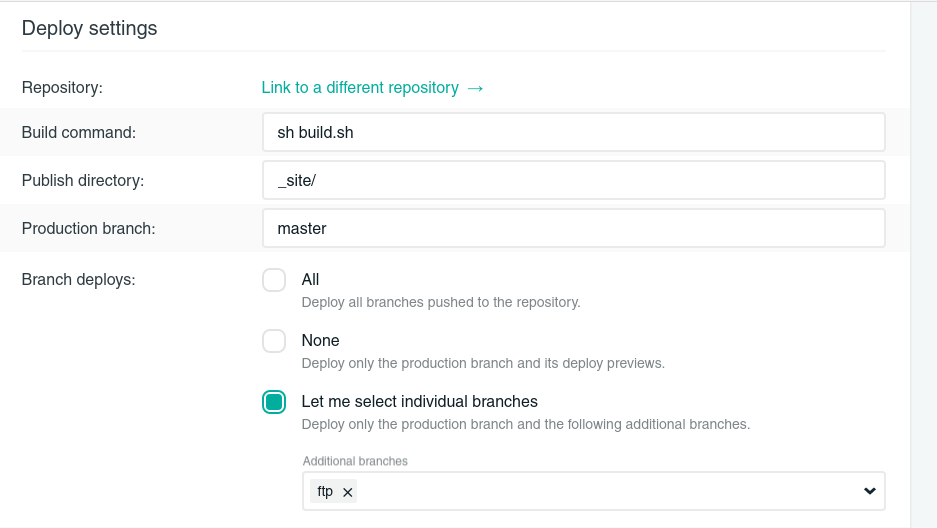 Deploy settings
Repository: Link to a different repository →
Build command: sh build.sh
Publish directory: _site/
Production branch: master
Branch deploys: All
Deploy all branches pushed to the repository.
None
Deploy only the production branch and its deploy previews.
Let me select individual branches
Deploy only the production branch and the following additional branches.
Additional branches
ftp ×